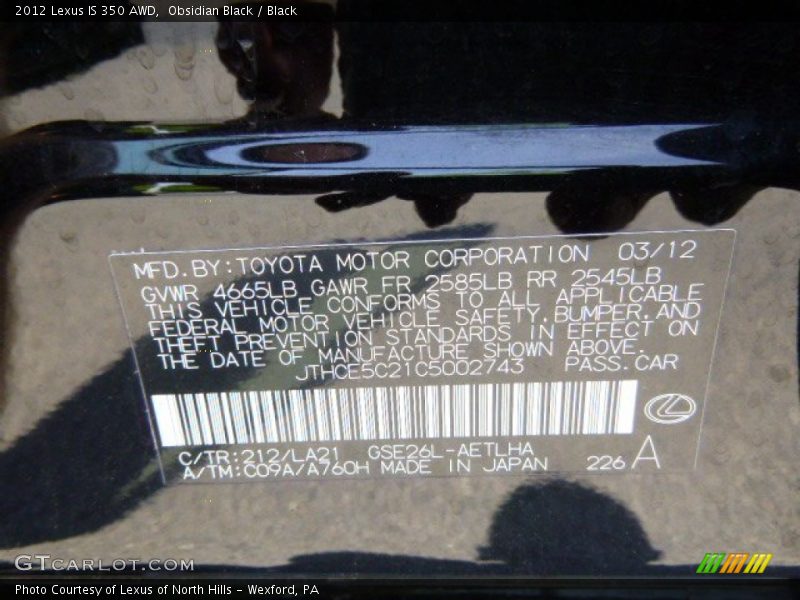 2012 Lexus IS 350 AWD,  Obsidian Black / Black
MFD. BY: TOYOTA MOTOR CORPORATION 03/12
GVWR 4665LB GAWR FR 2585LB RR 2545LB
THIS VEHICLE CONFORMS TO ALL APPLICABLE
FEDERAL MOTOR VEHICLE SAFETY, BUMPER, AND
THEFT PREVENTION STANDARDS IN EFFECT ON
THE DATE OF MANUFACTURE SHOWN ABOVE.
JTHCE5C21C5002743 PASS. CAR
C/TR: 212/LA21 GSE26L-AETLHA
A/TM: C09A/A760H MADE IN JAPAN 226 A
GTCARLOT.COM
Photo Courtesy of Lexus of North Hills - Wexford, PA